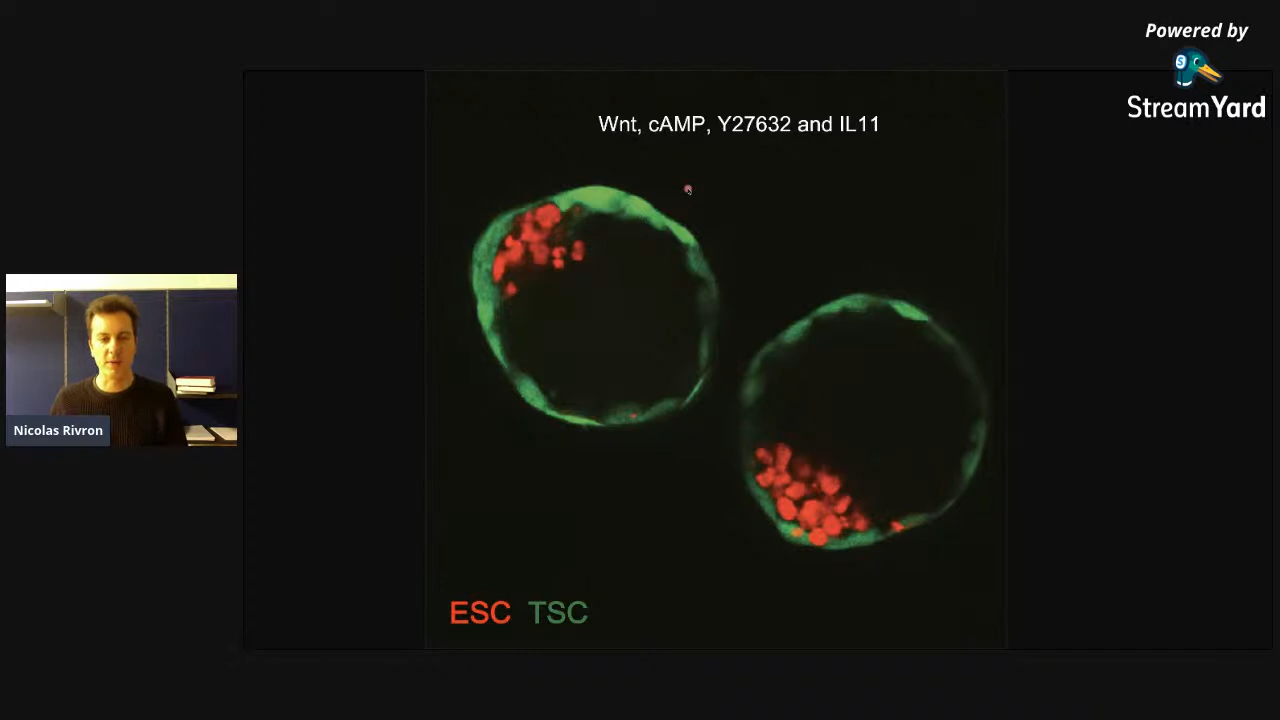 Powered by
StreamYard
Wnt, cAMP, Y27632 and IL11
Nicolas Rivron
ESC TSC